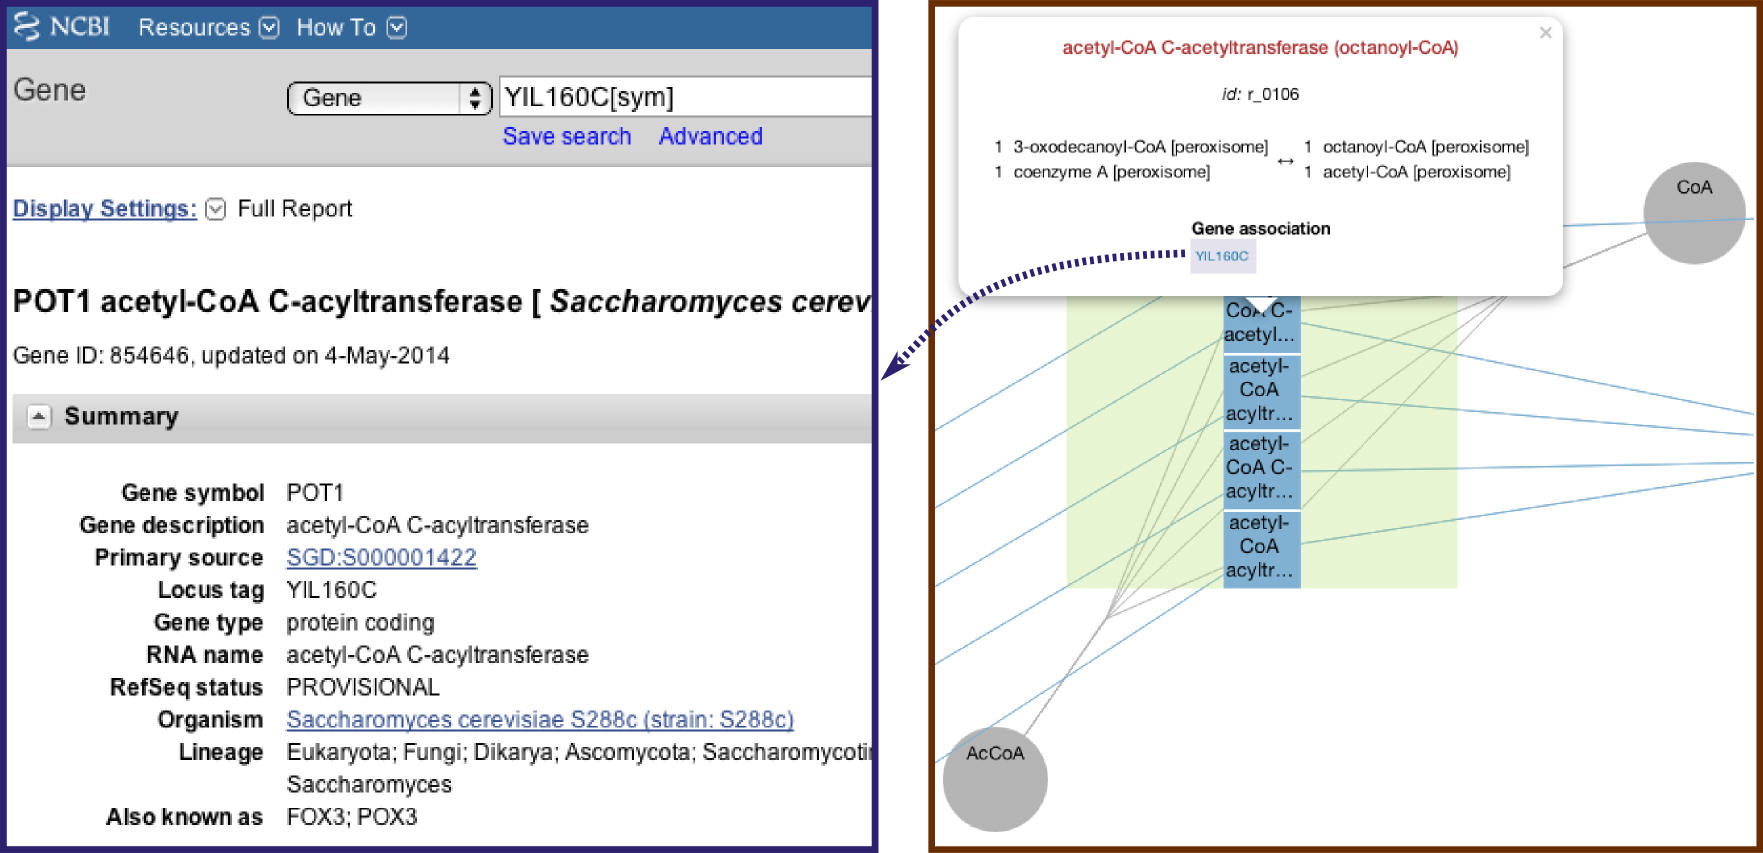 NCBI Resources How To
Gene
Gene
YIL160C[sym]
Save search Advanced
Display Settings: Full Report
POT1 acetyl-CoA C-acyltransferase [ Saccharomyces cerev
Gene ID: 854646, updated on 4-May-2014
Summary
Gene symbol POT1
Gene description acetyl-CoA C-acyltransferase
Primary source SGD:S000001422
Locus tag YIL160C
Gene type protein coding
RNA name acetyl-CoA C-acyltransferase
RefSeq status PROVISIONAL
Organism Saccharomyces cerevisiae S288c (strain: S288c)
Lineage Eukaryota; Fungi; Dikarya; Ascomycota; Saccharomycotin
Saccharomyces
Also known as FOX3; POX3
acetyl-CoA C-acetyltransferase (octanoyl-CoA)
×
id: r_0106
1 3-oxodecanoyl-CoA [peroxisome] ↔ 1 octanoyl-CoA [peroxisome]
1 coenzyme A [peroxisome] 1 acetyl-CoA [peroxisome]
Gene association
YIL160C
CoA
CoA C-
acetyl...
acetyl-
CoA
acyltr...
acetyl-
CoA C-
acyltr...
acetyl-
CoA
acyltr...
AcCoA